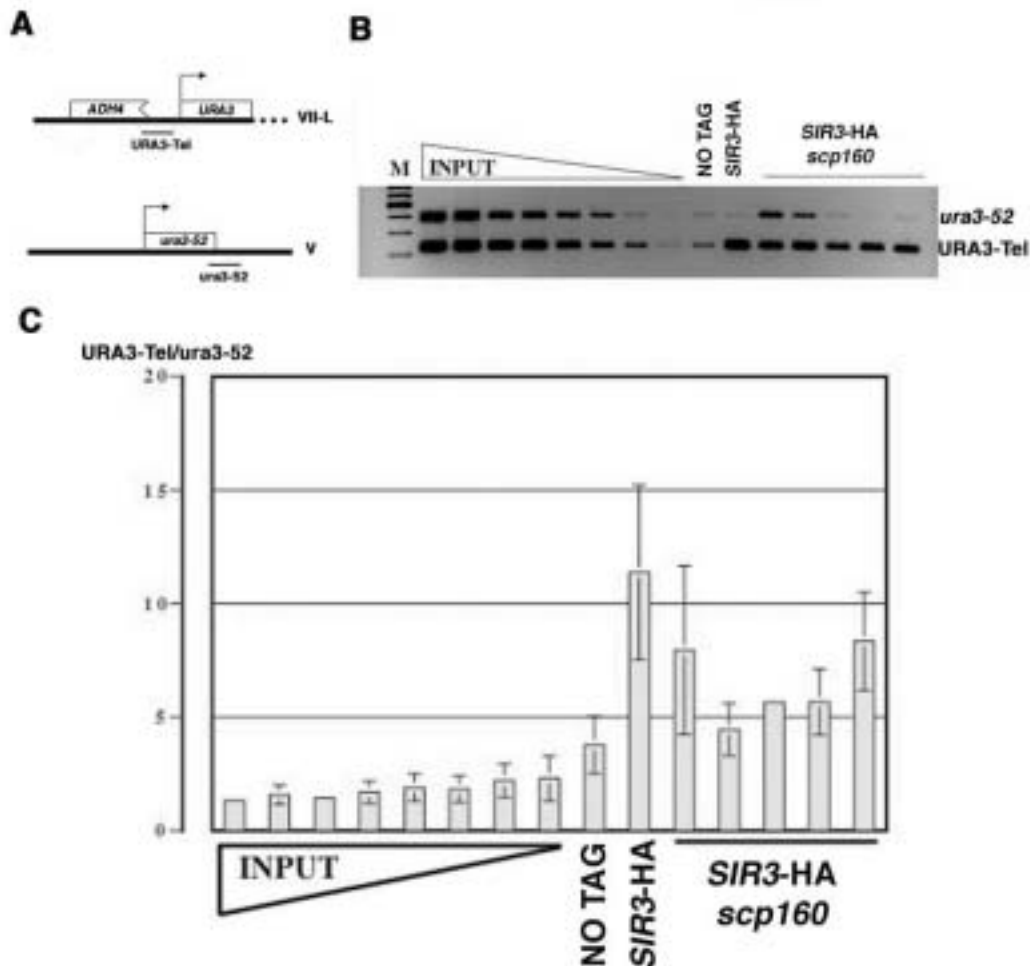 A
ADH4
URA3
VII-L
URA3-Tel
ura3-52
V
ura3-52
B
M
INPUT
NO TAG
SIR3-HA
SIR3-HA
scp160
ura3-52
URA3-Tel
C
URA3-Tel/ura3-52
20
15
10
5
0
INPUT
NO TAG
SIR3-HA
SIR3-HA
scp160